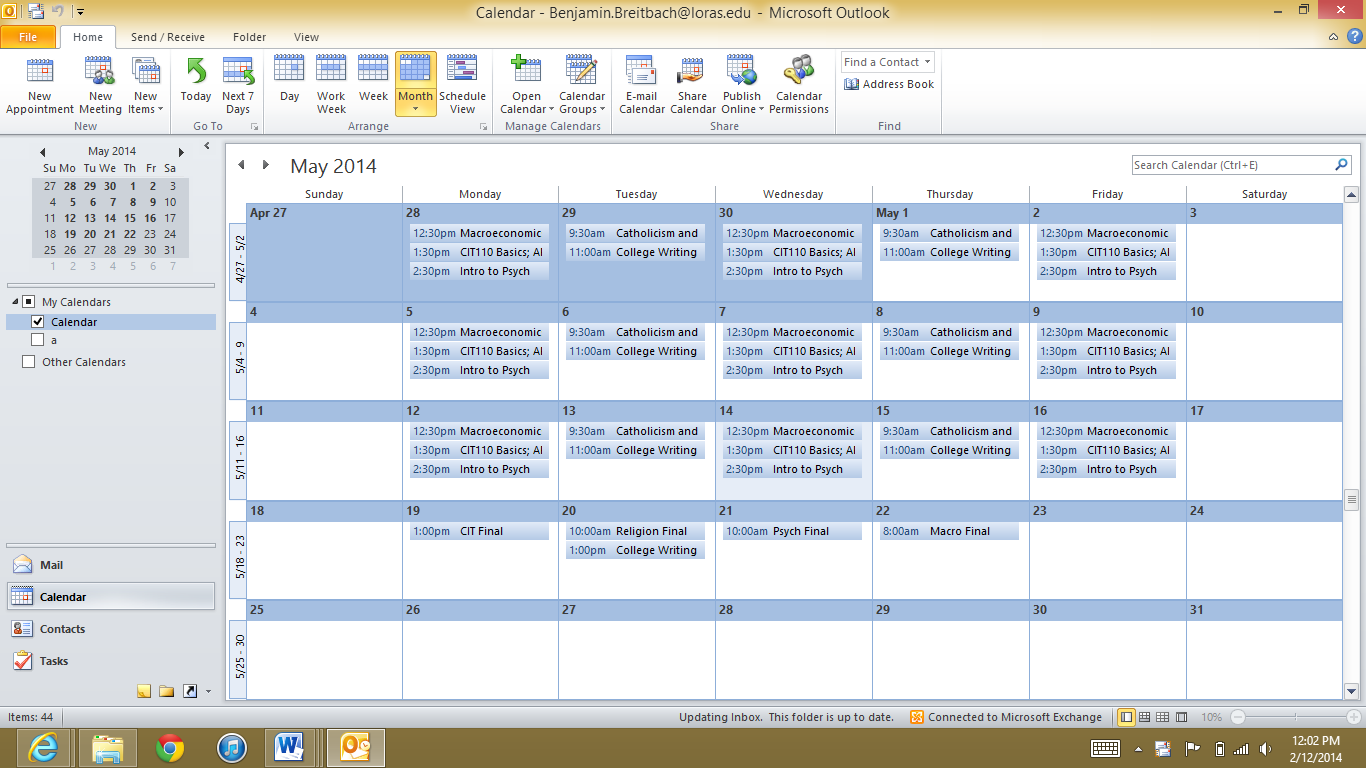 Calendar - Benjamin.Breitbach@loras.edu - Microsoft Outlook
File Home Send / Receive Folder View
New Appointment
New Meeting
New Items
Today
Next 7 Days
Day
Work Week
Week
Month
Schedule View
Open Calendar
Calendar Groups
E-mail Calendar
Share Calendar
Publish Online
Calendar Permissions
Find a Contact
Address Book
New Go To Arrange Manage Calendars Share Find
May 2014
Su Mo Tu We Th Fr Sa
27 28 29 30 1 2 3
4 5 6 7 8 9 10
11 12 13 14 15 16 17
18 19 20 21 22 23 24
25 26 27 28 29 30 31
1 2 3 4 5 6 7
My Calendars
Calendar
a
Other Calendars
Mail
Calendar
Contacts
Tasks
May 2014
Search Calendar (Ctrl+E)
Sunday Monday Tuesday Wednesday Thursday Friday Saturday
4/27 - 5/2
Apr 27 28 29 30 May 1 2 3
12:30pm Macroeconomic 9:30am Catholicism and 12:30pm Macroeconomic 9:30am Catholicism and 12:30pm Macroeconomic
1:30pm CIT110 Basics; Al 11:00am College Writing 1:30pm CIT110 Basics; Al 11:00am College Writing 1:30pm CIT110 Basics; Al
2:30pm Intro to Psych 2:30pm Intro to Psych 2:30pm Intro to Psych
5/4 - 9
4 5 6 7 8 9 10
12:30pm Macroeconomic 9:30am Catholicism and 12:30pm Macroeconomic 9:30am Catholicism and 12:30pm Macroeconomic
1:30pm CIT110 Basics; Al 11:00am College Writing 1:30pm CIT110 Basics; Al 11:00am College Writing 1:30pm CIT110 Basics; Al
2:30pm Intro to Psych 2:30pm Intro to Psych 2:30pm Intro to Psych
5/11 - 16
11 12 13 14 15 16 17
12:30pm Macroeconomic 9:30am Catholicism and 12:30pm Macroeconomic 9:30am Catholicism and 12:30pm Macroeconomic
1:30pm CIT110 Basics; Al 11:00am College Writing 1:30pm CIT110 Basics; Al 11:00am College Writing 1:30pm CIT110 Basics; Al
2:30pm Intro to Psych 2:30pm Intro to Psych 2:30pm Intro to Psych
5/18 - 23
18 19 20 21 22 23 24
1:00pm CIT Final 10:00am Religion Final 10:00am Psych Final 8:00am Macro Final
1:00pm College Writing
5/25 - 30
25 26 27 28 29 30 31
Items: 44 Updating Inbox. This folder is up to date. Connected to Microsoft Exchange 10%
12:02 PM
2/12/2014